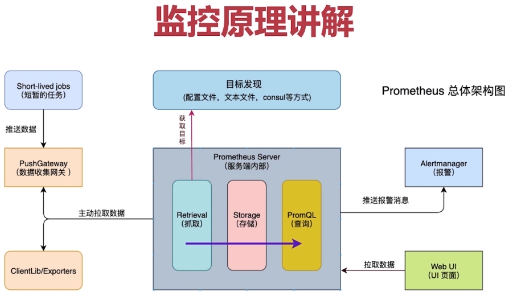 监控原理讲解
Short-lived jobs
(短暂的任务)
目标发现
(配置文件，文本文件，consul等方式)
Prometheus 总体架构图
推送数据
获取目标
PushGateway
(数据收集网关 )
Prometheus Server
(服务端内部)
Alertmanager
(报警)
主动拉取数据
Retrieval
(抓取)
Storage
(存储)
PromQL
(查询)
推送报警消息
ClientLib/Exporters
拉取数据
Web UI
(UI 页面)